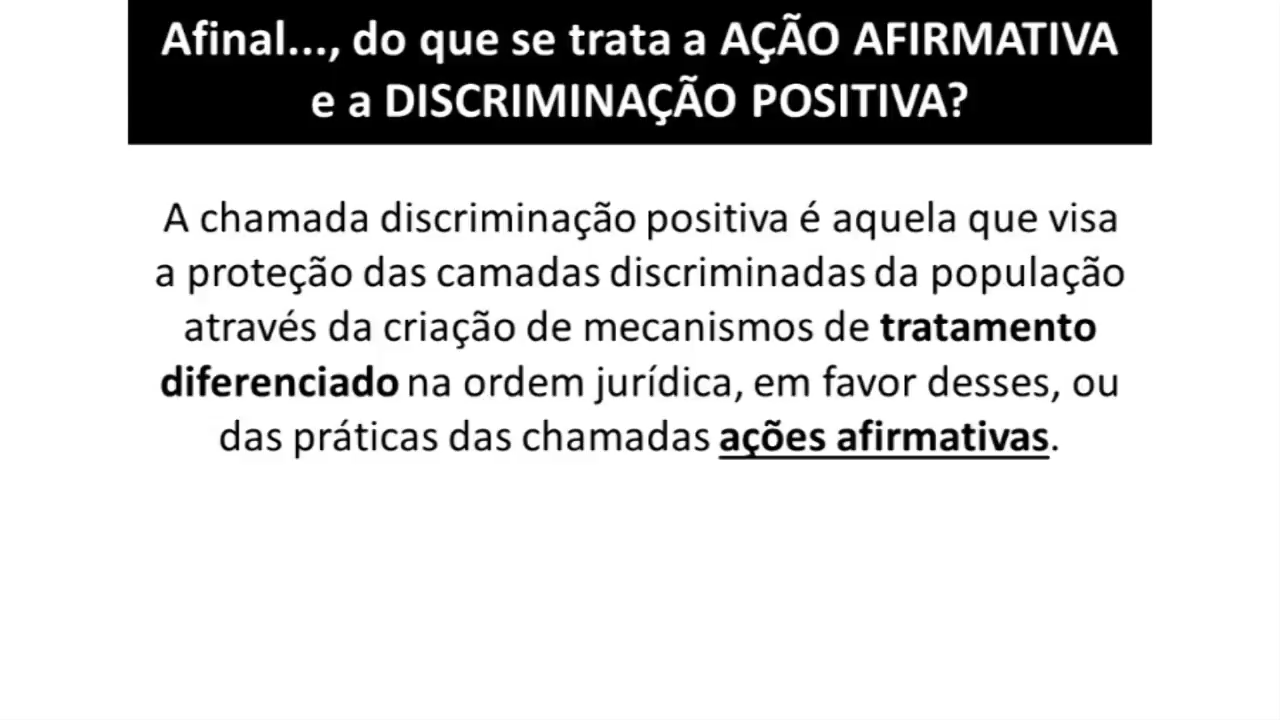 Afinal..., do que se trata a AÇÃO AFIRMATIVA
e a DISCRIMINAÇÃO POSITIVA?
A chamada discriminação positiva é aquela que visa
a proteção das camadas discriminadas da população
através da criação de mecanismos de tratamento
diferenciado na ordem jurídica, em favor desses, ou
das práticas das chamadas ações afirmativas.